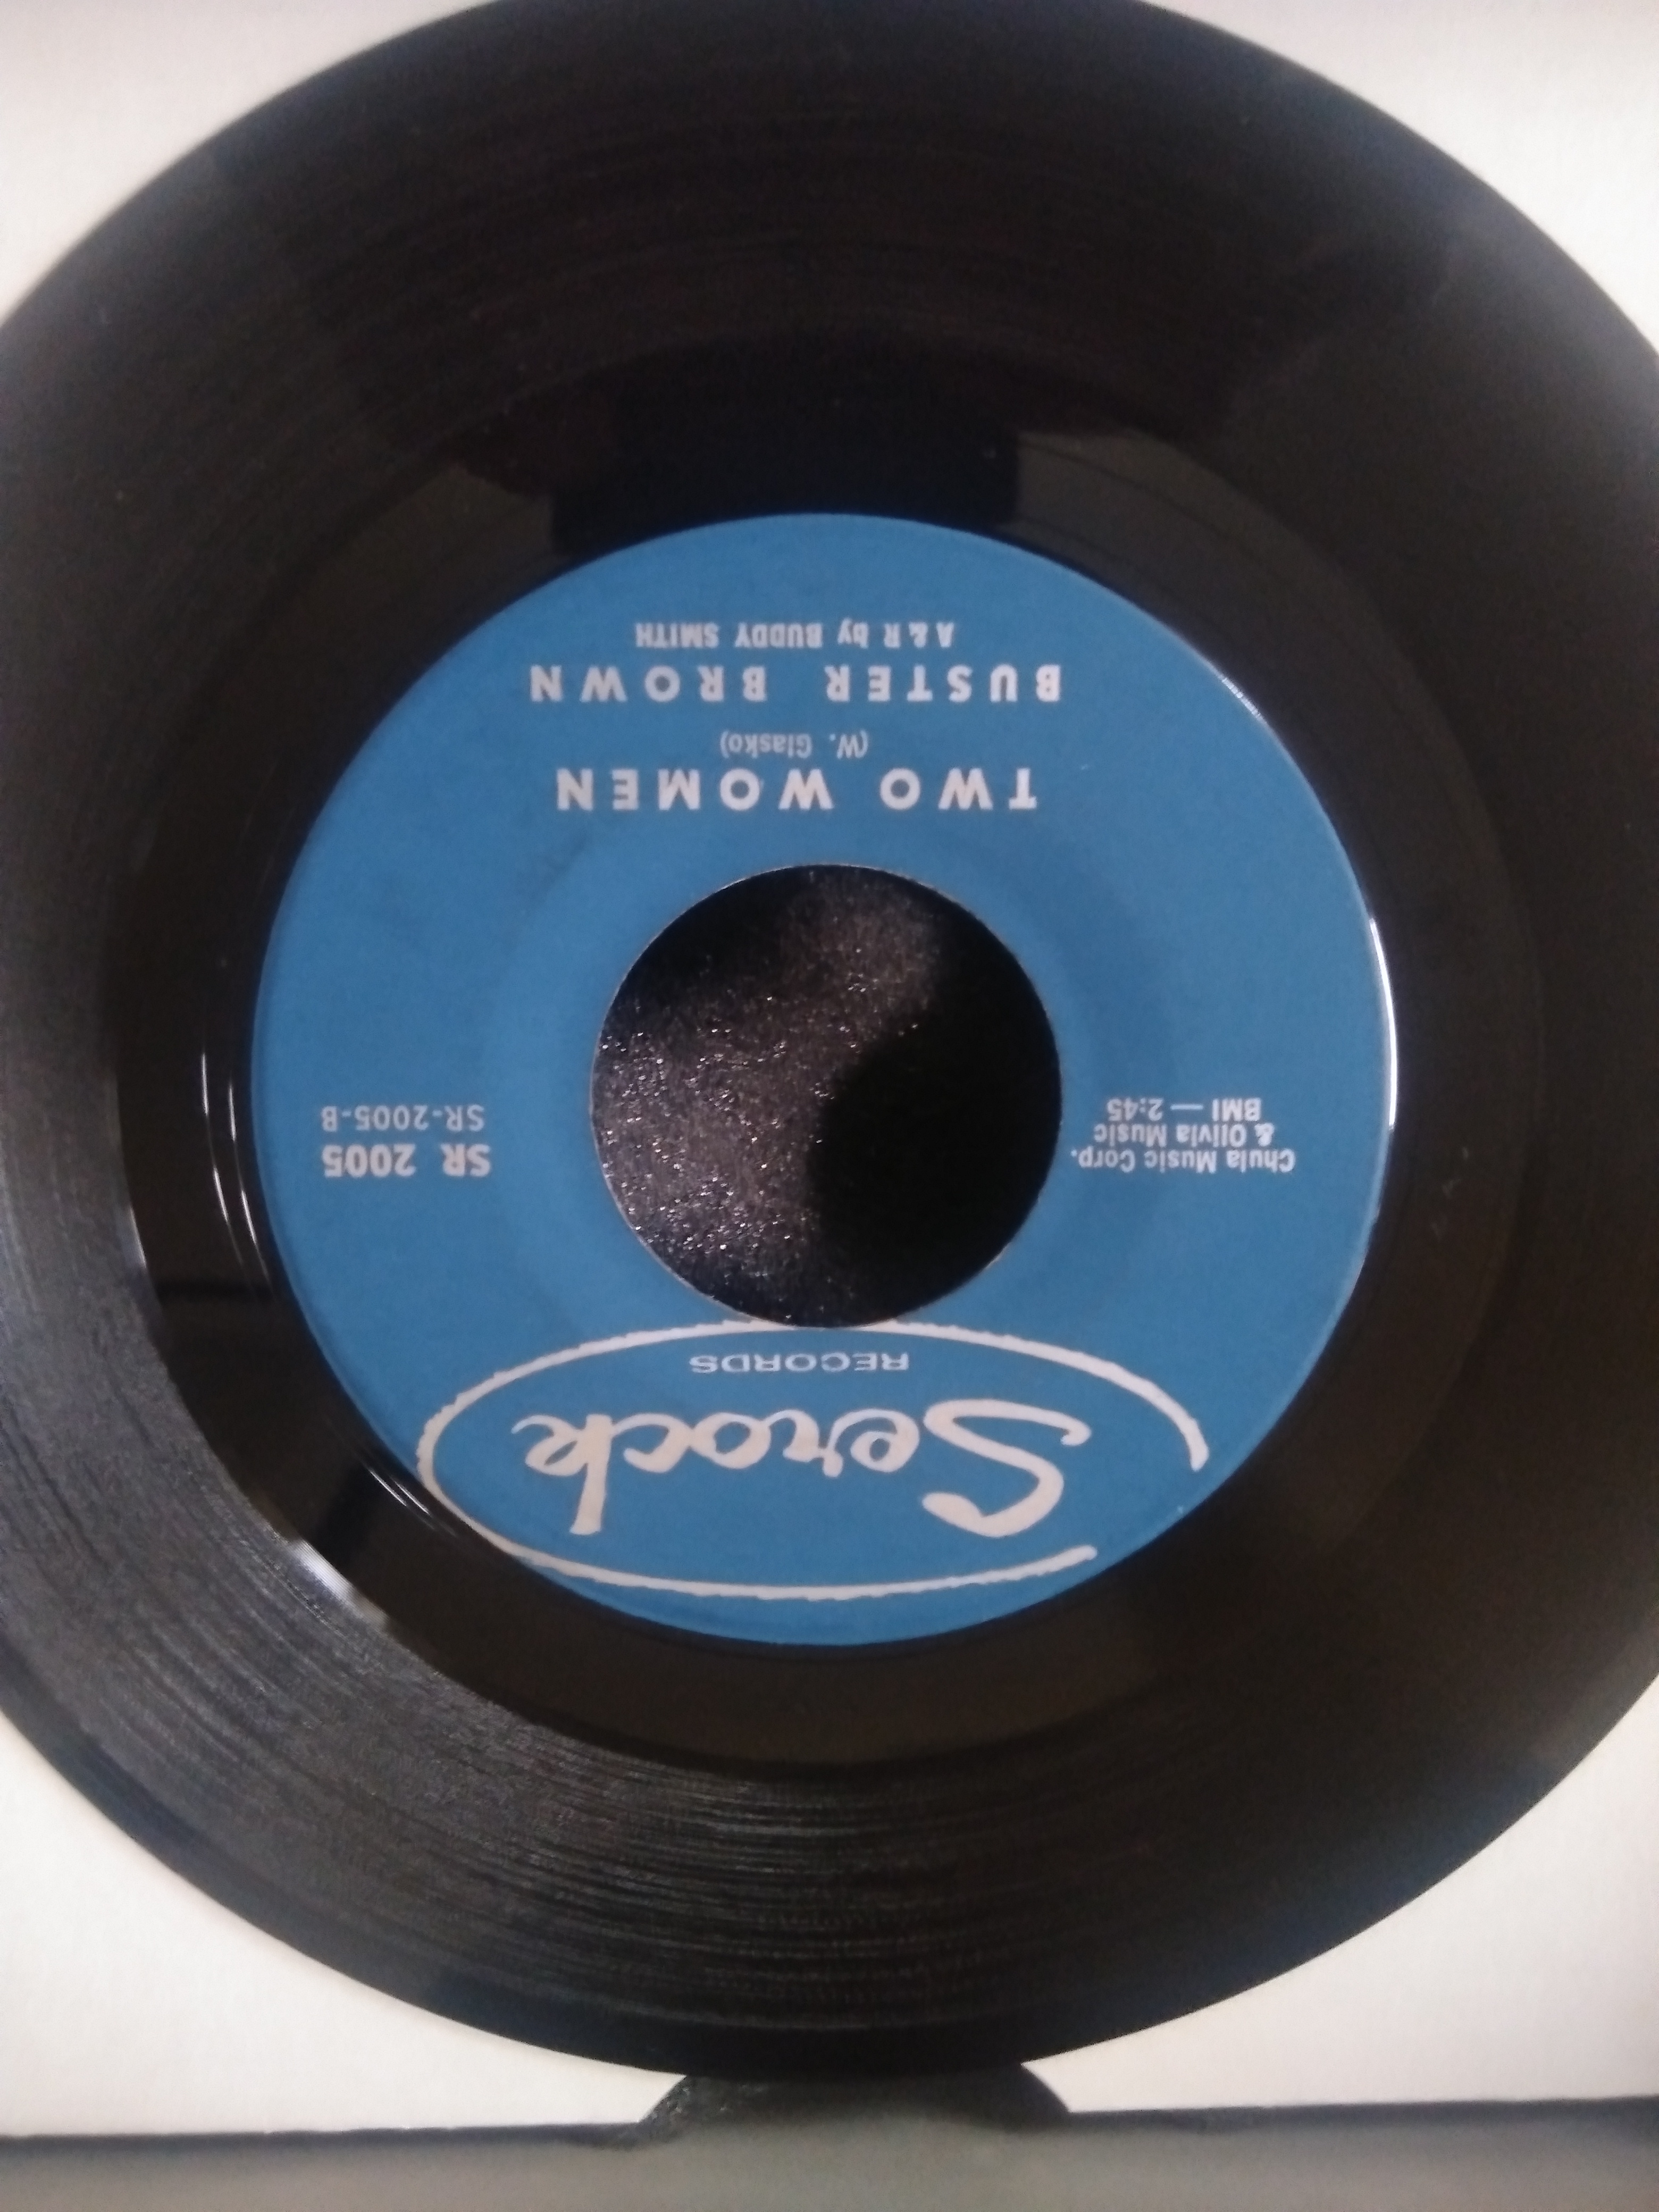 Serock
RECORDS
Chula Music Corp.
& Olivia Music
BMI — 2:45
SR 2005
SR-2005-B
TWO WOMEN
(W. Glasko)
BUSTER BROWN
A & R by BUDDY SMITH